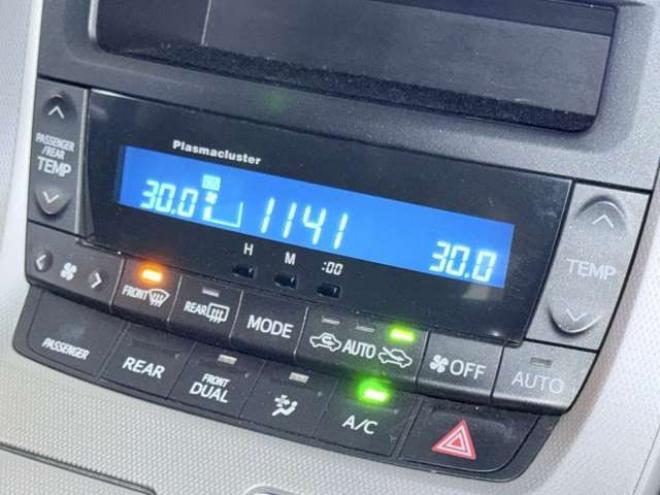 Plasmacluster
PASSENGER
/REAR
TEMP
30.0 1141 30.0
TEMP
H M :00
FRONT REAR MODE AUTO OFF AUTO
PASSENGER REAR FRONT
DUAL A/C